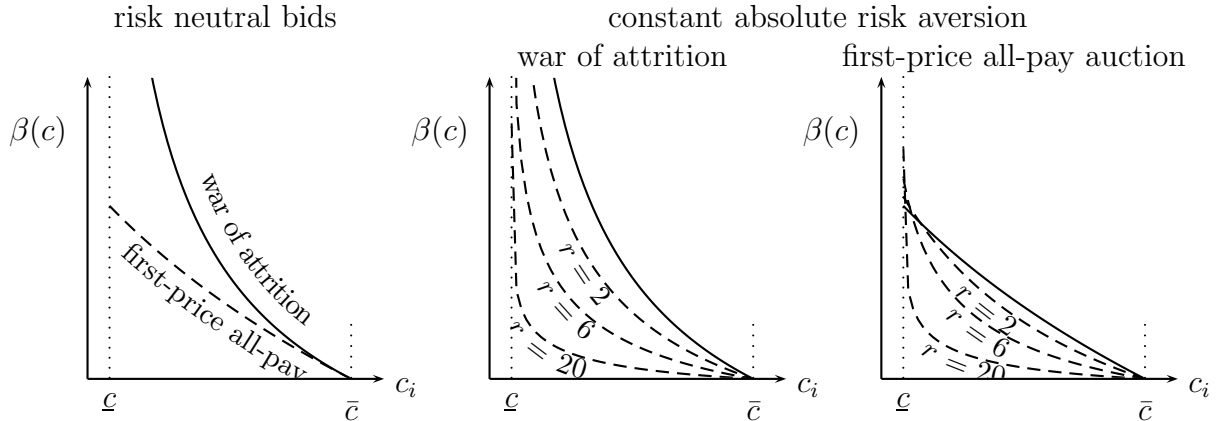 risk neutral bids
constant absolute risk aversion
war of attrition
first-price all-pay auction
β(c)
war of attrition
first-price all-pay
c̲
c̄
c_i
β(c)
r = 2
r = 6
r = 20
c̲
c̄
c_i
β(c)
r = 2
r = 6
r = 20
c̲
c̄
c_i